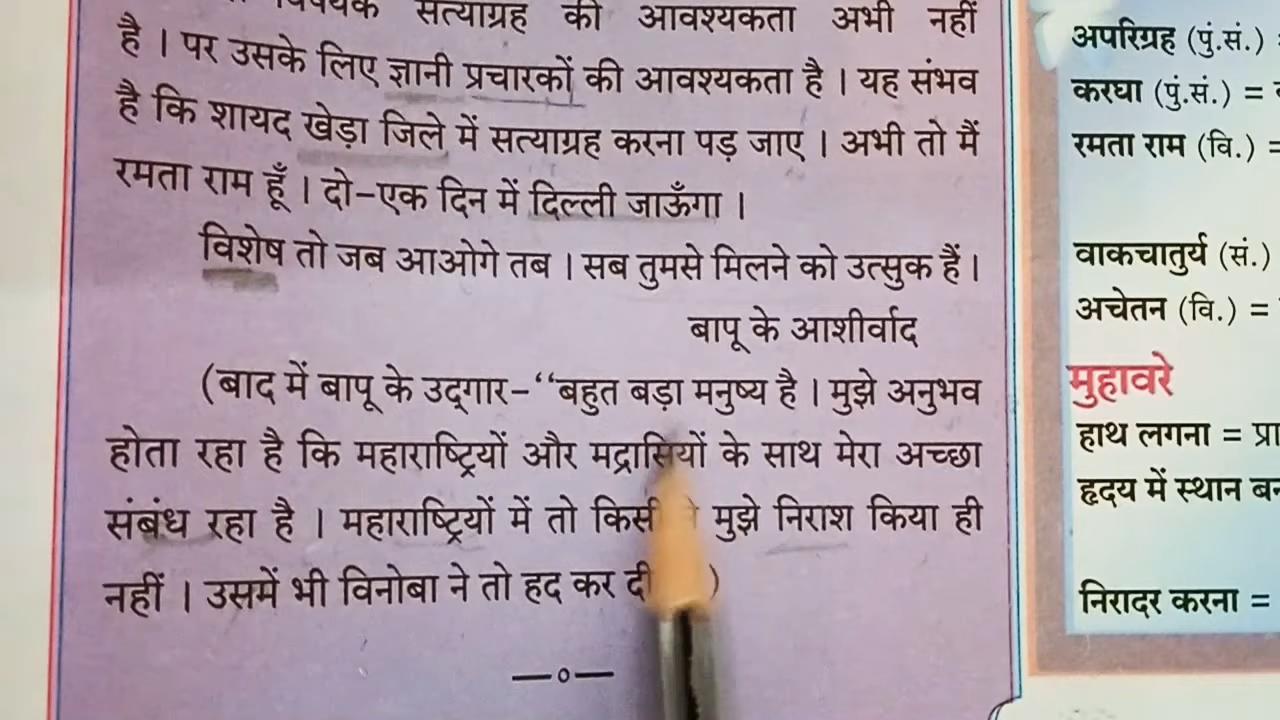 विषयक सत्याग्रह की आवश्यकता अभी नहीं
है । पर उसके लिए ज्ञानी प्रचारकों की आवश्यकता है । यह संभव
है कि शायद खेड़ा जिले में सत्याग्रह करना पड़ जाए । अभी तो मैं
रमता राम हूँ । दो-एक दिन में दिल्ली जाऊँगा ।
विशेष तो जब आओगे तब । सब तुमसे मिलने को उत्सुक हैं ।
बापू के आशीर्वाद
(बाद में बापू के उद्‌गार-‘‘बहुत बड़ा मनुष्य है । मुझे अनुभव
होता रहा है कि महाराष्ट्रियों और मद्रासियों के साथ मेरा अच्छा
संबंध रहा है । महाराष्ट्रियों में तो किसी मुझे निराश किया ही
नहीं । उसमें भी विनोबा ने तो हद कर दी )
—०—
अपरिग्रह (पुं.सं.)
करघा (पुं.सं.) =
रमता राम (वि.) =
वाकचातुर्य (सं.)
अचेतन (वि.) =
मुहावरे
हाथ लगना =
हृदय में स्थान
निरादर करना =